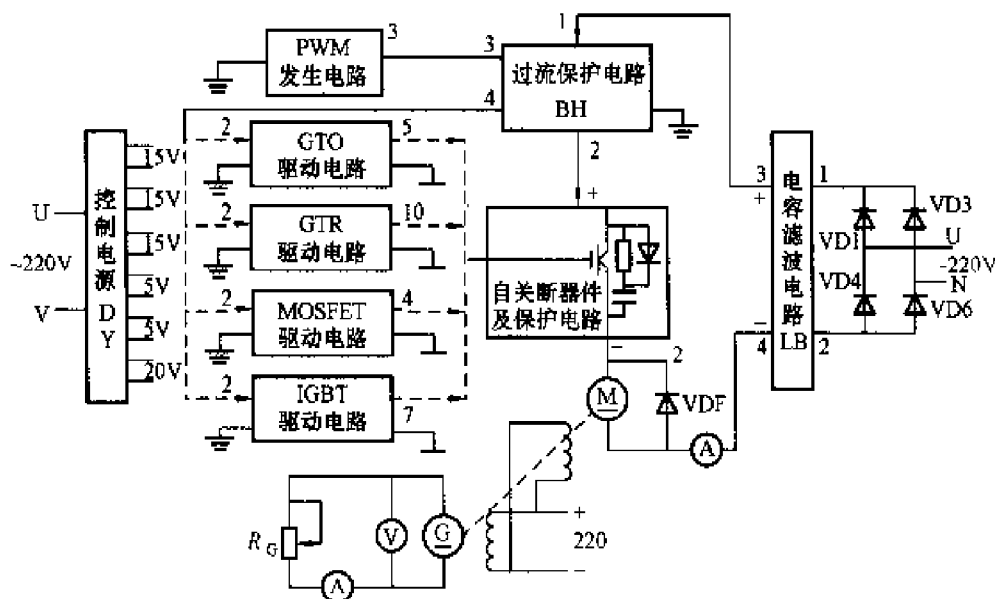 PWM
发生电路
3
3
4
1
过流保护电路
BH
2
控制电源
DY
U
~220V
V
15V
5V
15V
5V
5V
20V
2
GTO
驱动电路
5
2
GTR
驱动电路
10
2
MOSFET
驱动电路
4
2
IGBT
驱动电路
7
+
自关断器件
及保护电路
−
2
M
VDF
A
3
+
−
4
电容滤波电路
LB
1
2
VD1
VD3
VD4
VD6
U
~220V
N
R_G
V
G
A
+
220
−